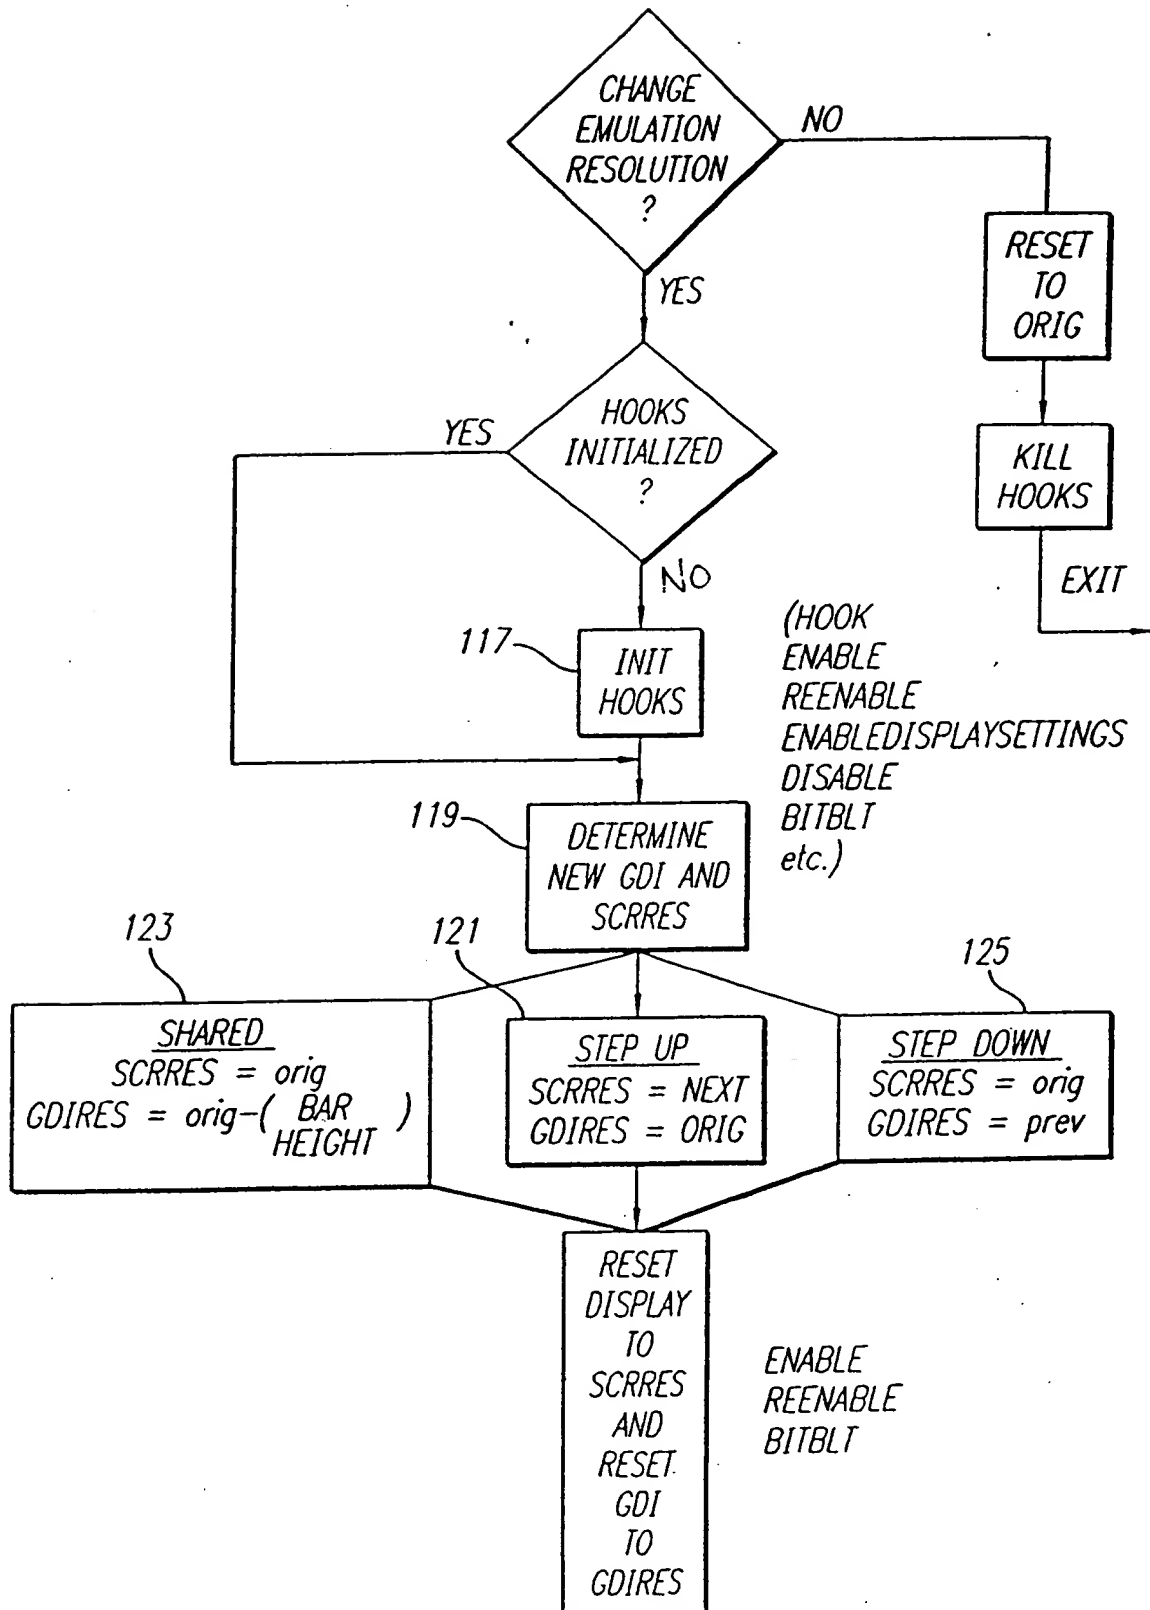 CHANGE
EMULATION
RESOLUTION
?
NO
YES
RESET
TO
ORIG
HOOKS
INITIALIZED
?
YES
KILL
HOOKS
NO
EXIT
117
INIT
HOOKS
(HOOK
ENABLE
REENABLE
ENABLEDISPLAYSETTINGS
DISABLE
BITBLT
etc.)
119
DETERMINE
NEW GDI AND
SCRRES
123
SHARED
SCRRES = orig
GDIRES = orig-( BAR )
HEIGHT
121
STEP UP
SCRRES = NEXT
GDIRES = ORIG
125
STEP DOWN
SCRRES = orig
GDIRES = prev
RESET
DISPLAY
TO
SCRRES
AND
RESET
GDI
TO
GDIRES
ENABLE
REENABLE
BITBLT